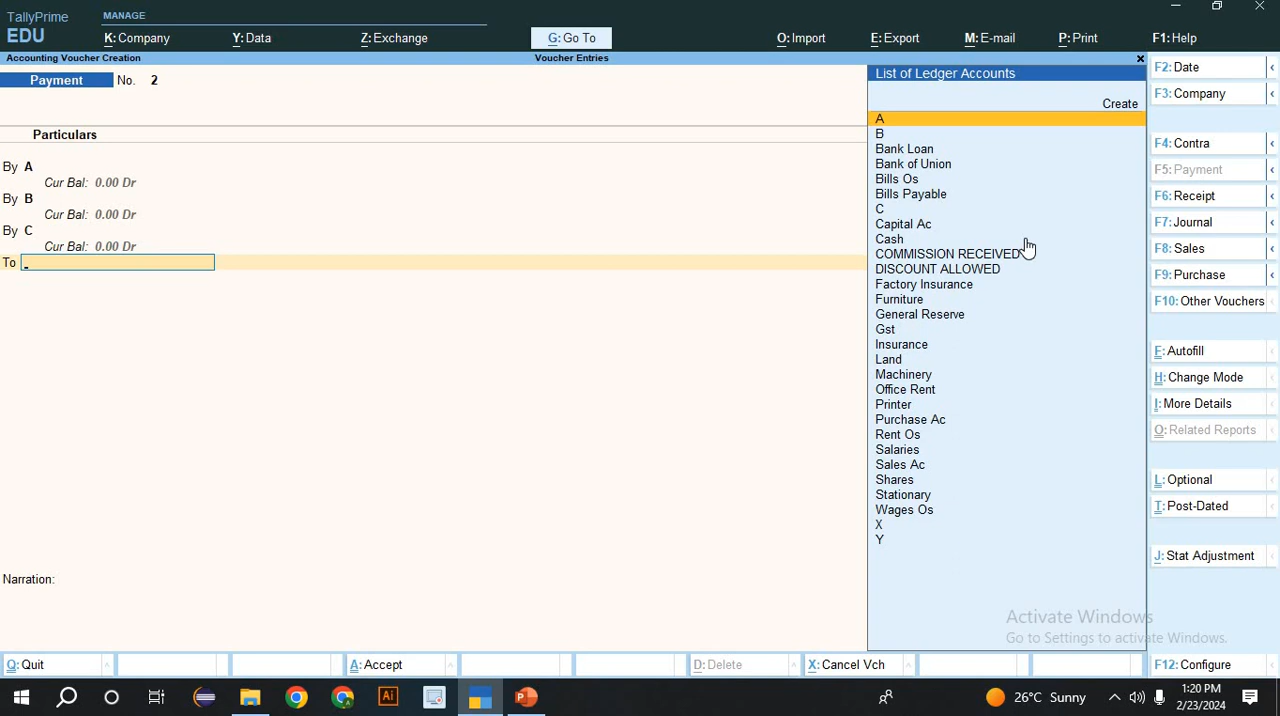 TallyPrime
EDU
MANAGE
K: Company
Y: Data
Z: Exchange
G: Go To
O: Import
E: Export
M: E-mail
P: Print
F1: Help
Accounting Voucher Creation
Voucher Entries
Payment No. 2
Particulars
By A
Cur Bal: 0.00 Dr
By B
Cur Bal: 0.00 Dr
By C
Cur Bal: 0.00 Dr
To
Narration:
List of Ledger Accounts
Create
A
B
Bank Loan
Bank of Union
Bills Os
Bills Payable
C
Capital Ac
Cash
COMMISSION RECEIVED
DISCOUNT ALLOWED
Factory Insurance
Furniture
General Reserve
Gst
Insurance
Land
Machinery
Office Rent
Printer
Purchase Ac
Rent Os
Salaries
Sales Ac
Shares
Stationary
Wages Os
X
Y
F2: Date
F3: Company
F4: Contra
F5: Payment
F6: Receipt
F7: Journal
F8: Sales
F9: Purchase
F10: Other Vouchers
F: Autofill
H: Change Mode
I: More Details
O: Related Reports
L: Optional
T: Post-Dated
J: Stat Adjustment
Activate Windows
Go to Settings to activate Windows.
Q: Quit
A: Accept
D: Delete
X: Cancel Vch
F12: Configure
Ai
26°C Sunny
1:20 PM
2/23/2024